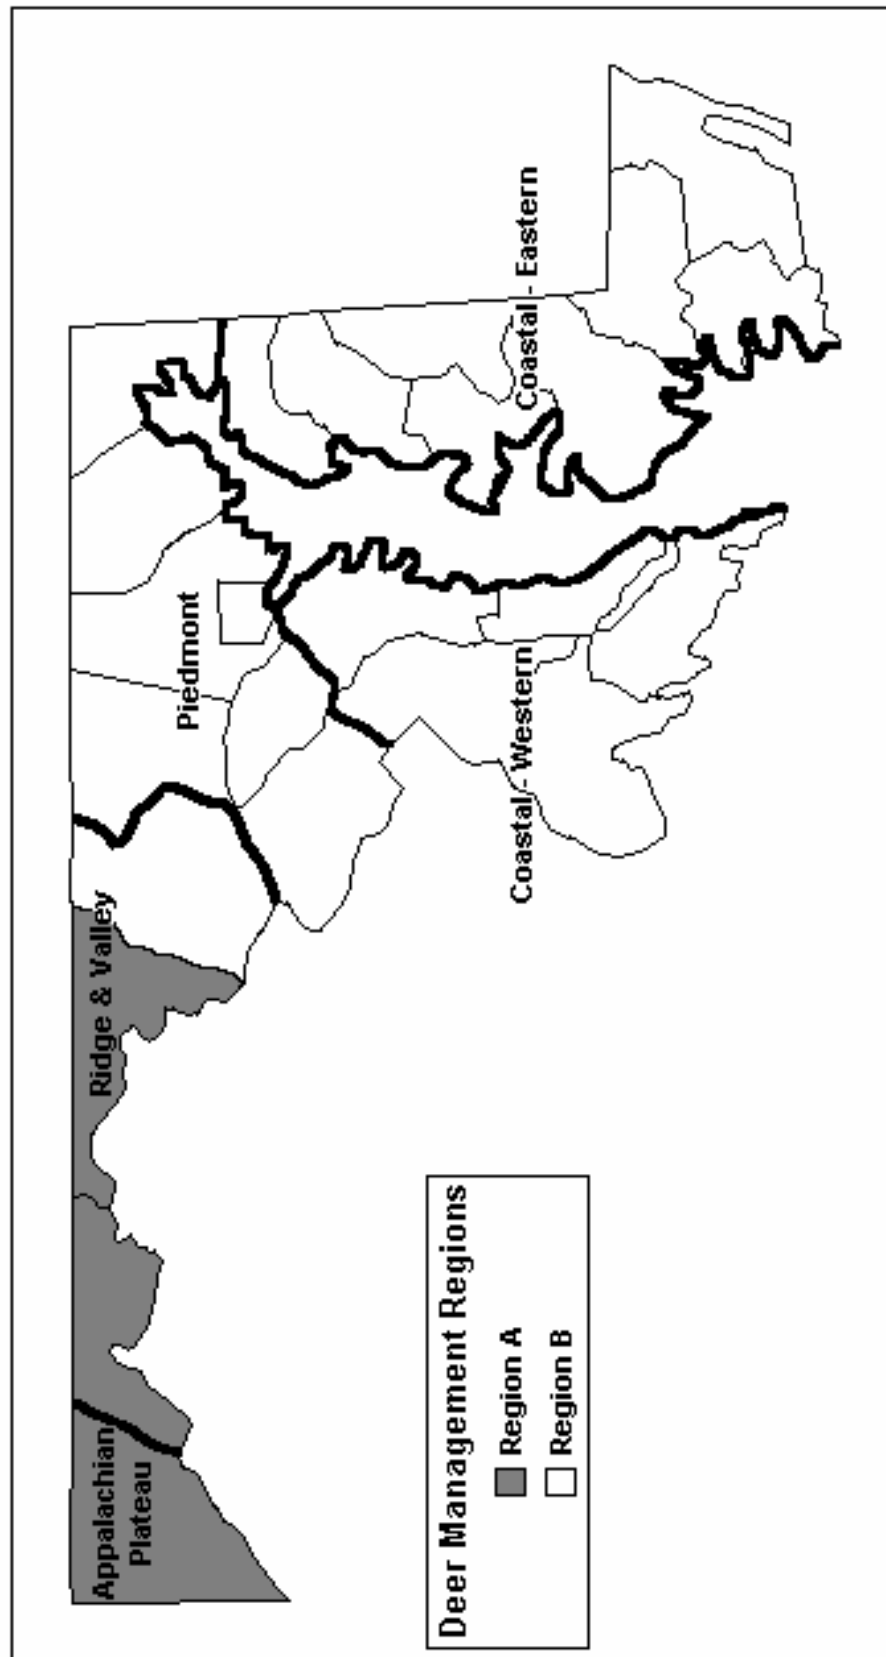 Appalachian
Plateau
Ridge & Valley
Piedmont
Coastal - Western
Coastal - Eastern
Deer Management Regions
Region A
Region B